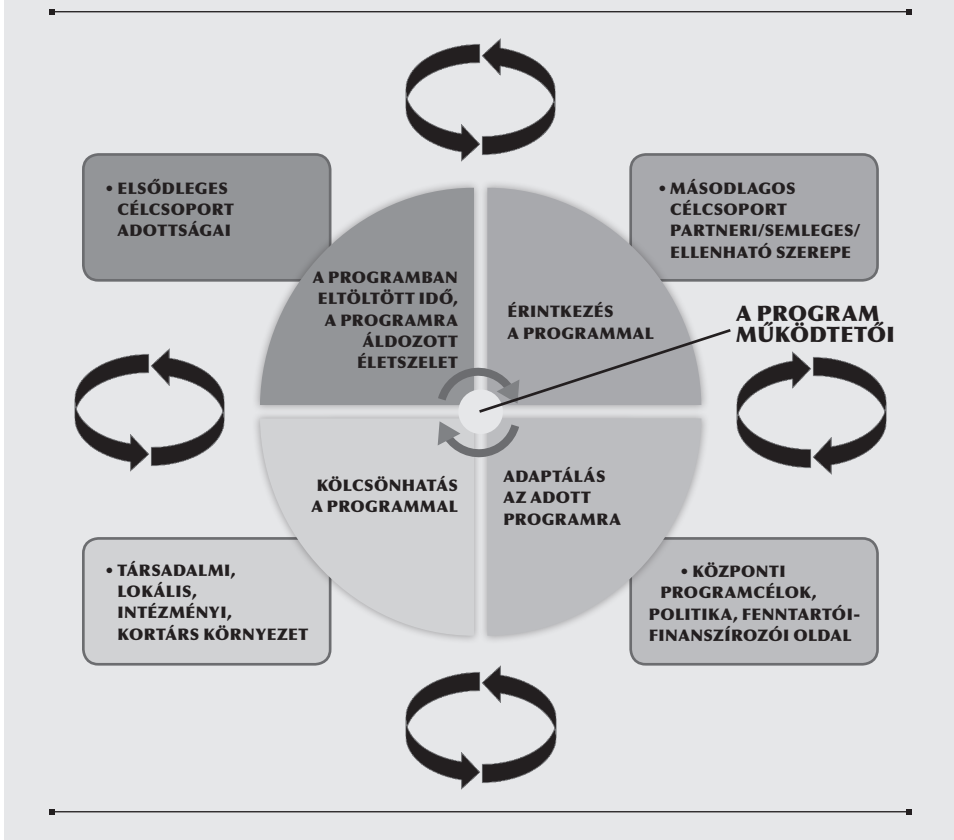 • ELSŐDLEGES
CÉLCSOPORT
ADOTTSÁGAI
• MÁSODLAGOS
CÉLCSOPORT
PARTNERI/SEMLEGES/
ELLENHATÓ SZEREPE
A PROGRAMBAN
ELTÖLTÖTT IDŐ,
A PROGRAMRA
ÁLDOZOTT
ÉLETSZELET
ÉRINTKEZÉS
A PROGRAMMAL
A PROGRAM
MŰKÖDTETŐI
KÖLCSÖNHATÁS
A PROGRAMMAL
ADAPTÁLÁS
AZ ADOTT
PROGRAMRA
• TÁRSADALMI,
LOKÁLIS,
INTÉZMÉNYI,
KORTÁRS KÖRNYEZET
• KÖZPONTI
PROGRAMCÉLOK,
POLITIKA, FENNTARTÓI-
FINANSZÍROZÓI OLDAL